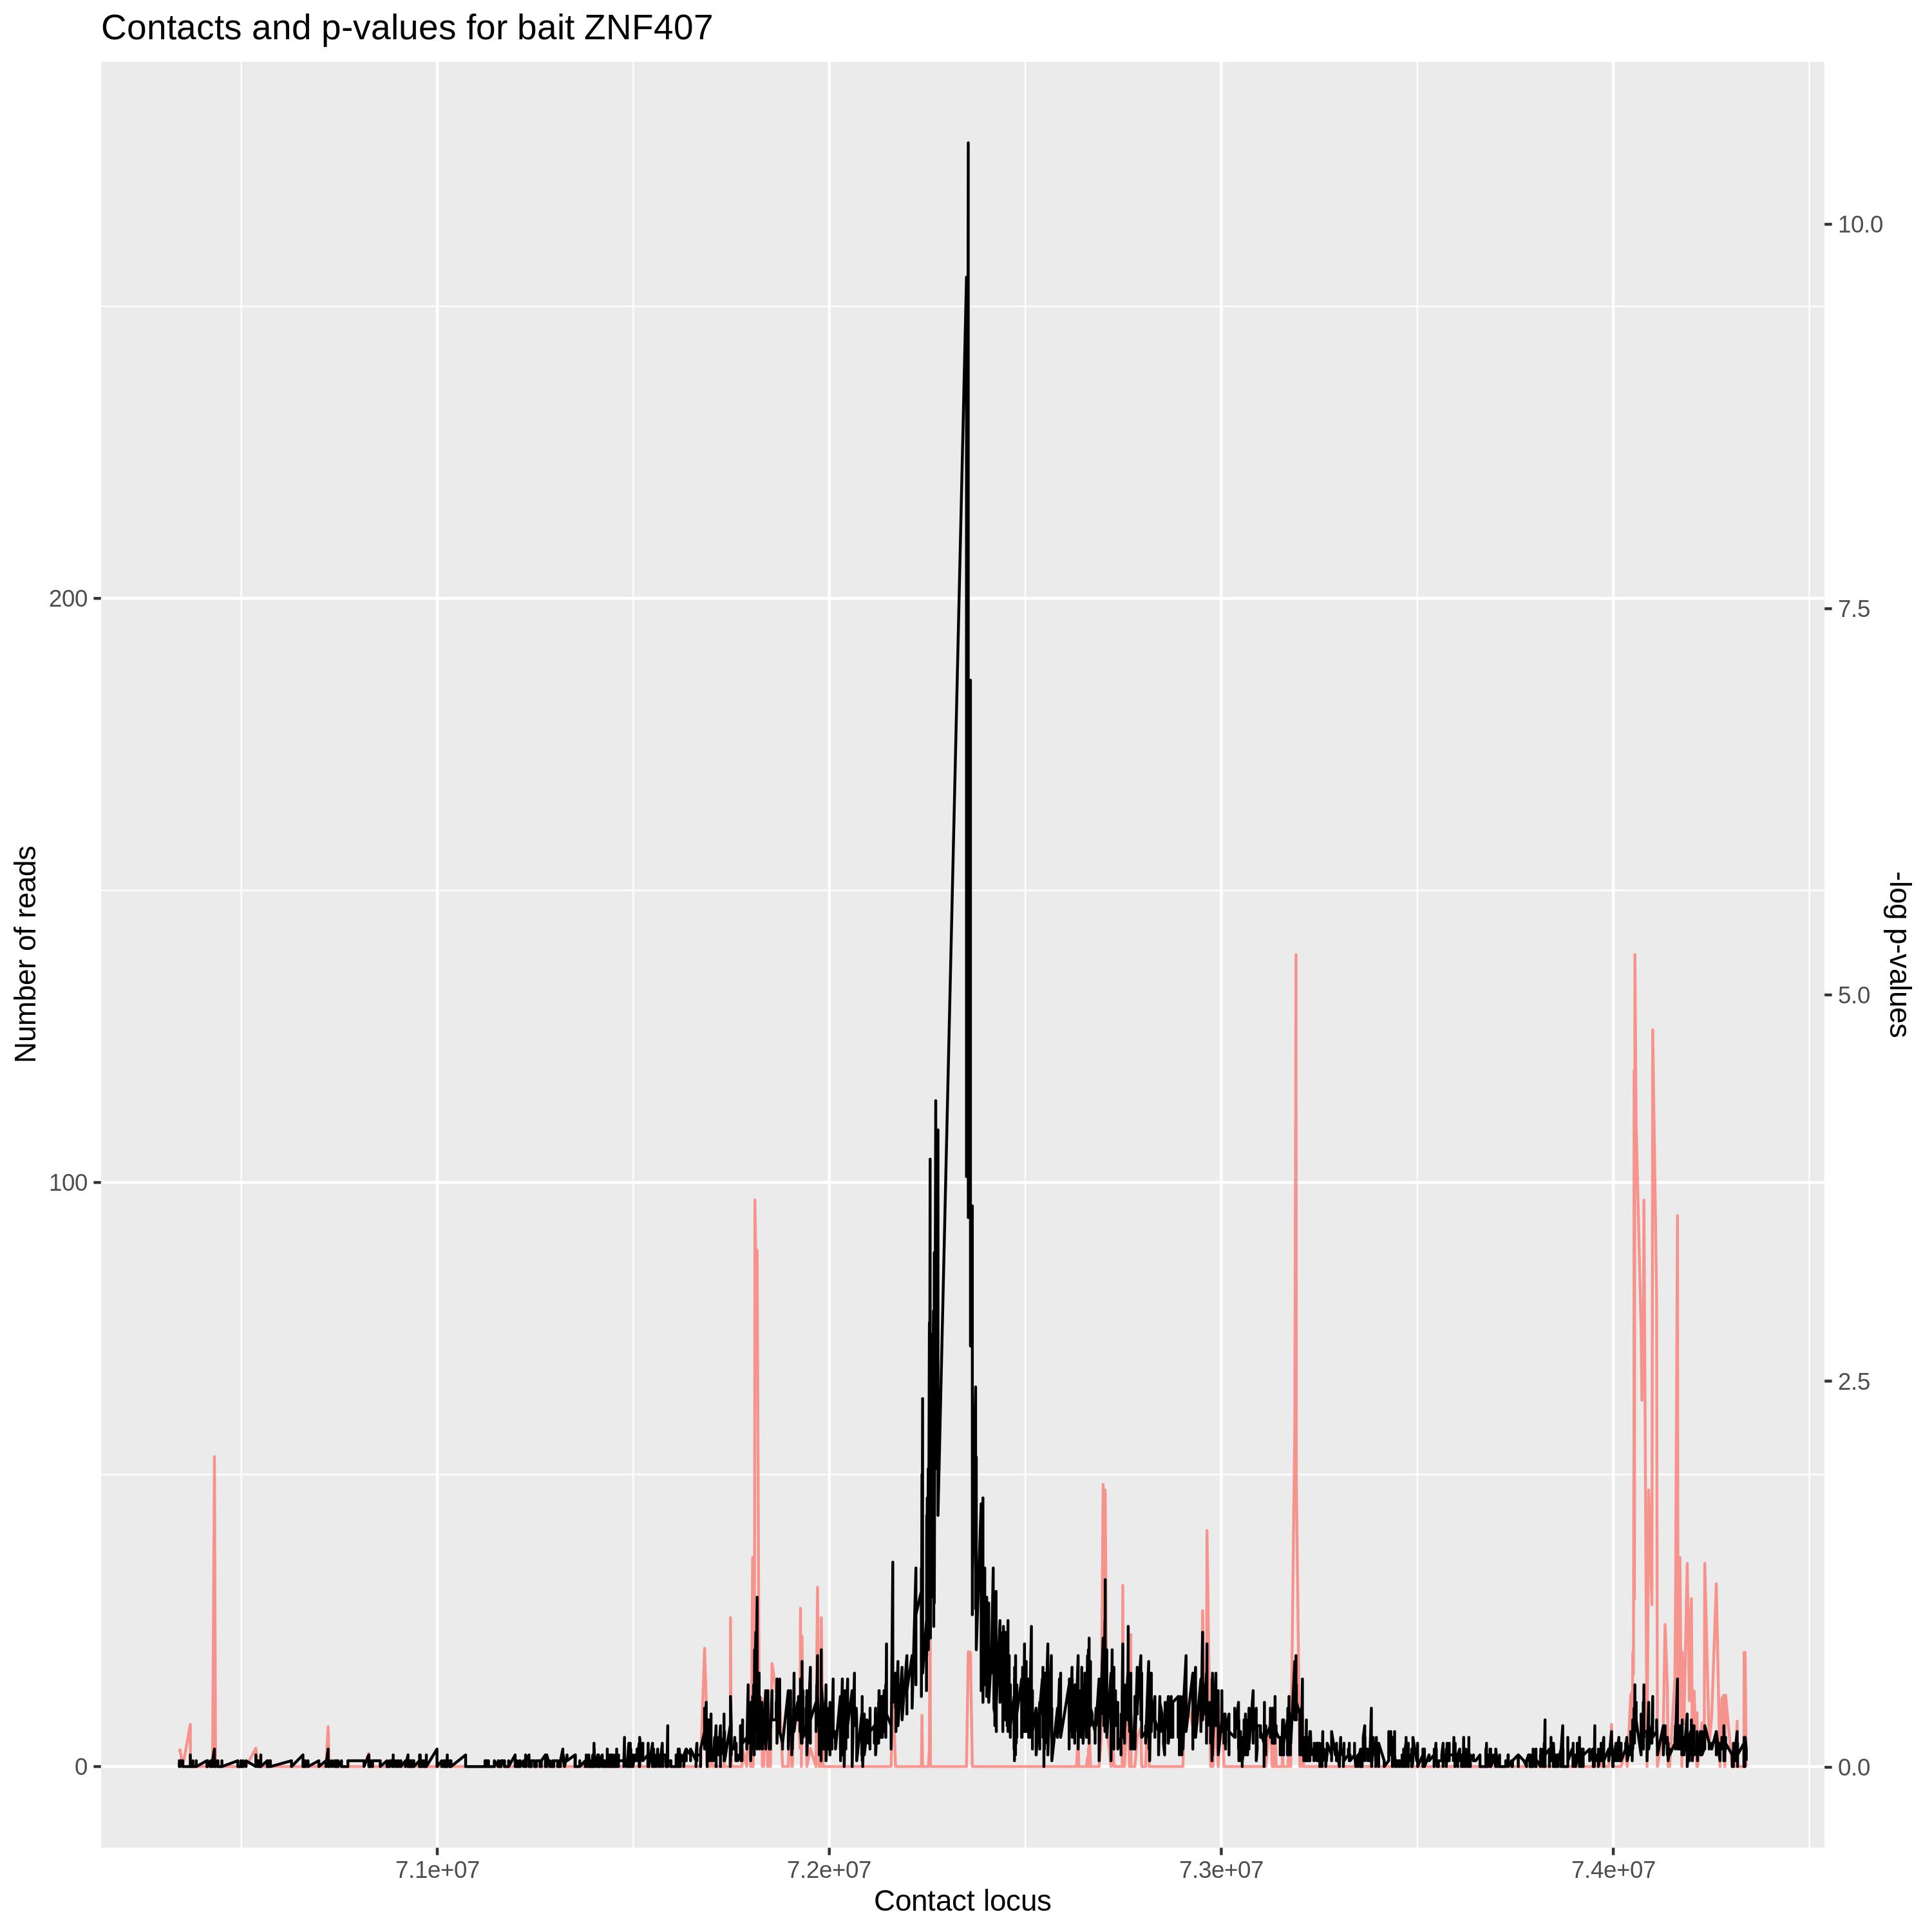 Contacts and p-values for bait ZNF407
Number of reads
200
100
0
10.0
7.5
5.0
2.5
0.0
-log p-values
7.1e+07
7.2e+07
7.3e+07
7.4e+07
Contact locus